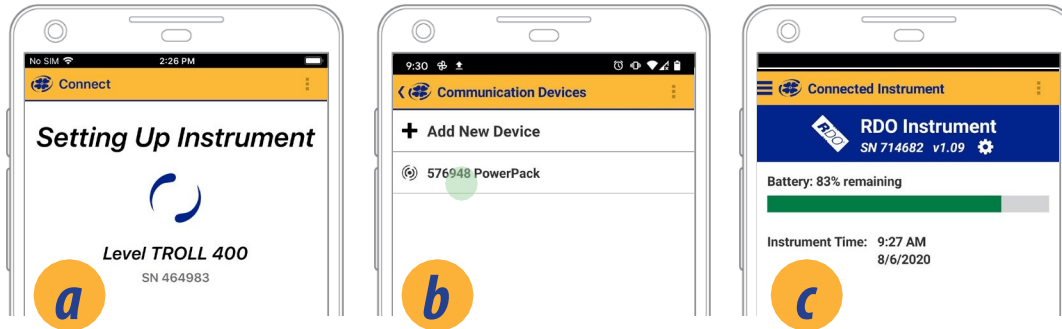 No SIM 2:26 PM
Connect
Setting Up Instrument
Level TROLL 400
SN 464983
a
9:30
Communication Devices
Add New Device
576948 PowerPack
b
Connected Instrument
RDO
RDO Instrument
SN 714682 v1.09
Battery: 83% remaining
Instrument Time: 9:27 AM
8/6/2020
c